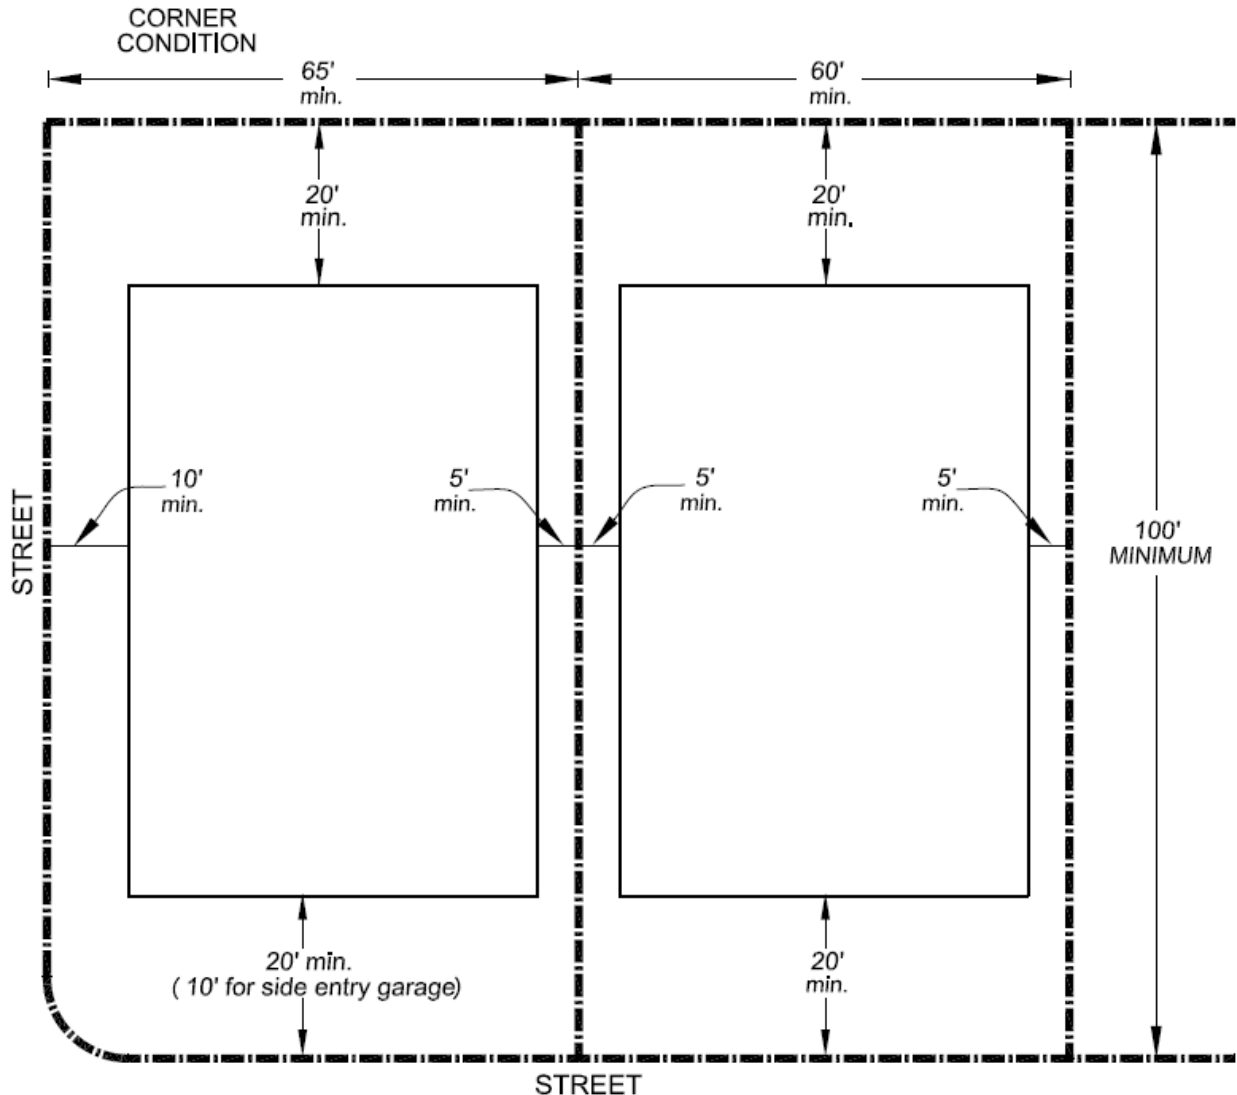 CORNER
CONDITION
65'
min.
60'
min.
20'
min.
20'
min.
10'
min.
5'
min.
5'
min.
5'
min.
STREET
100'
MINIMUM
20' min.
( 10' for side entry garage)
20'
min.
STREET